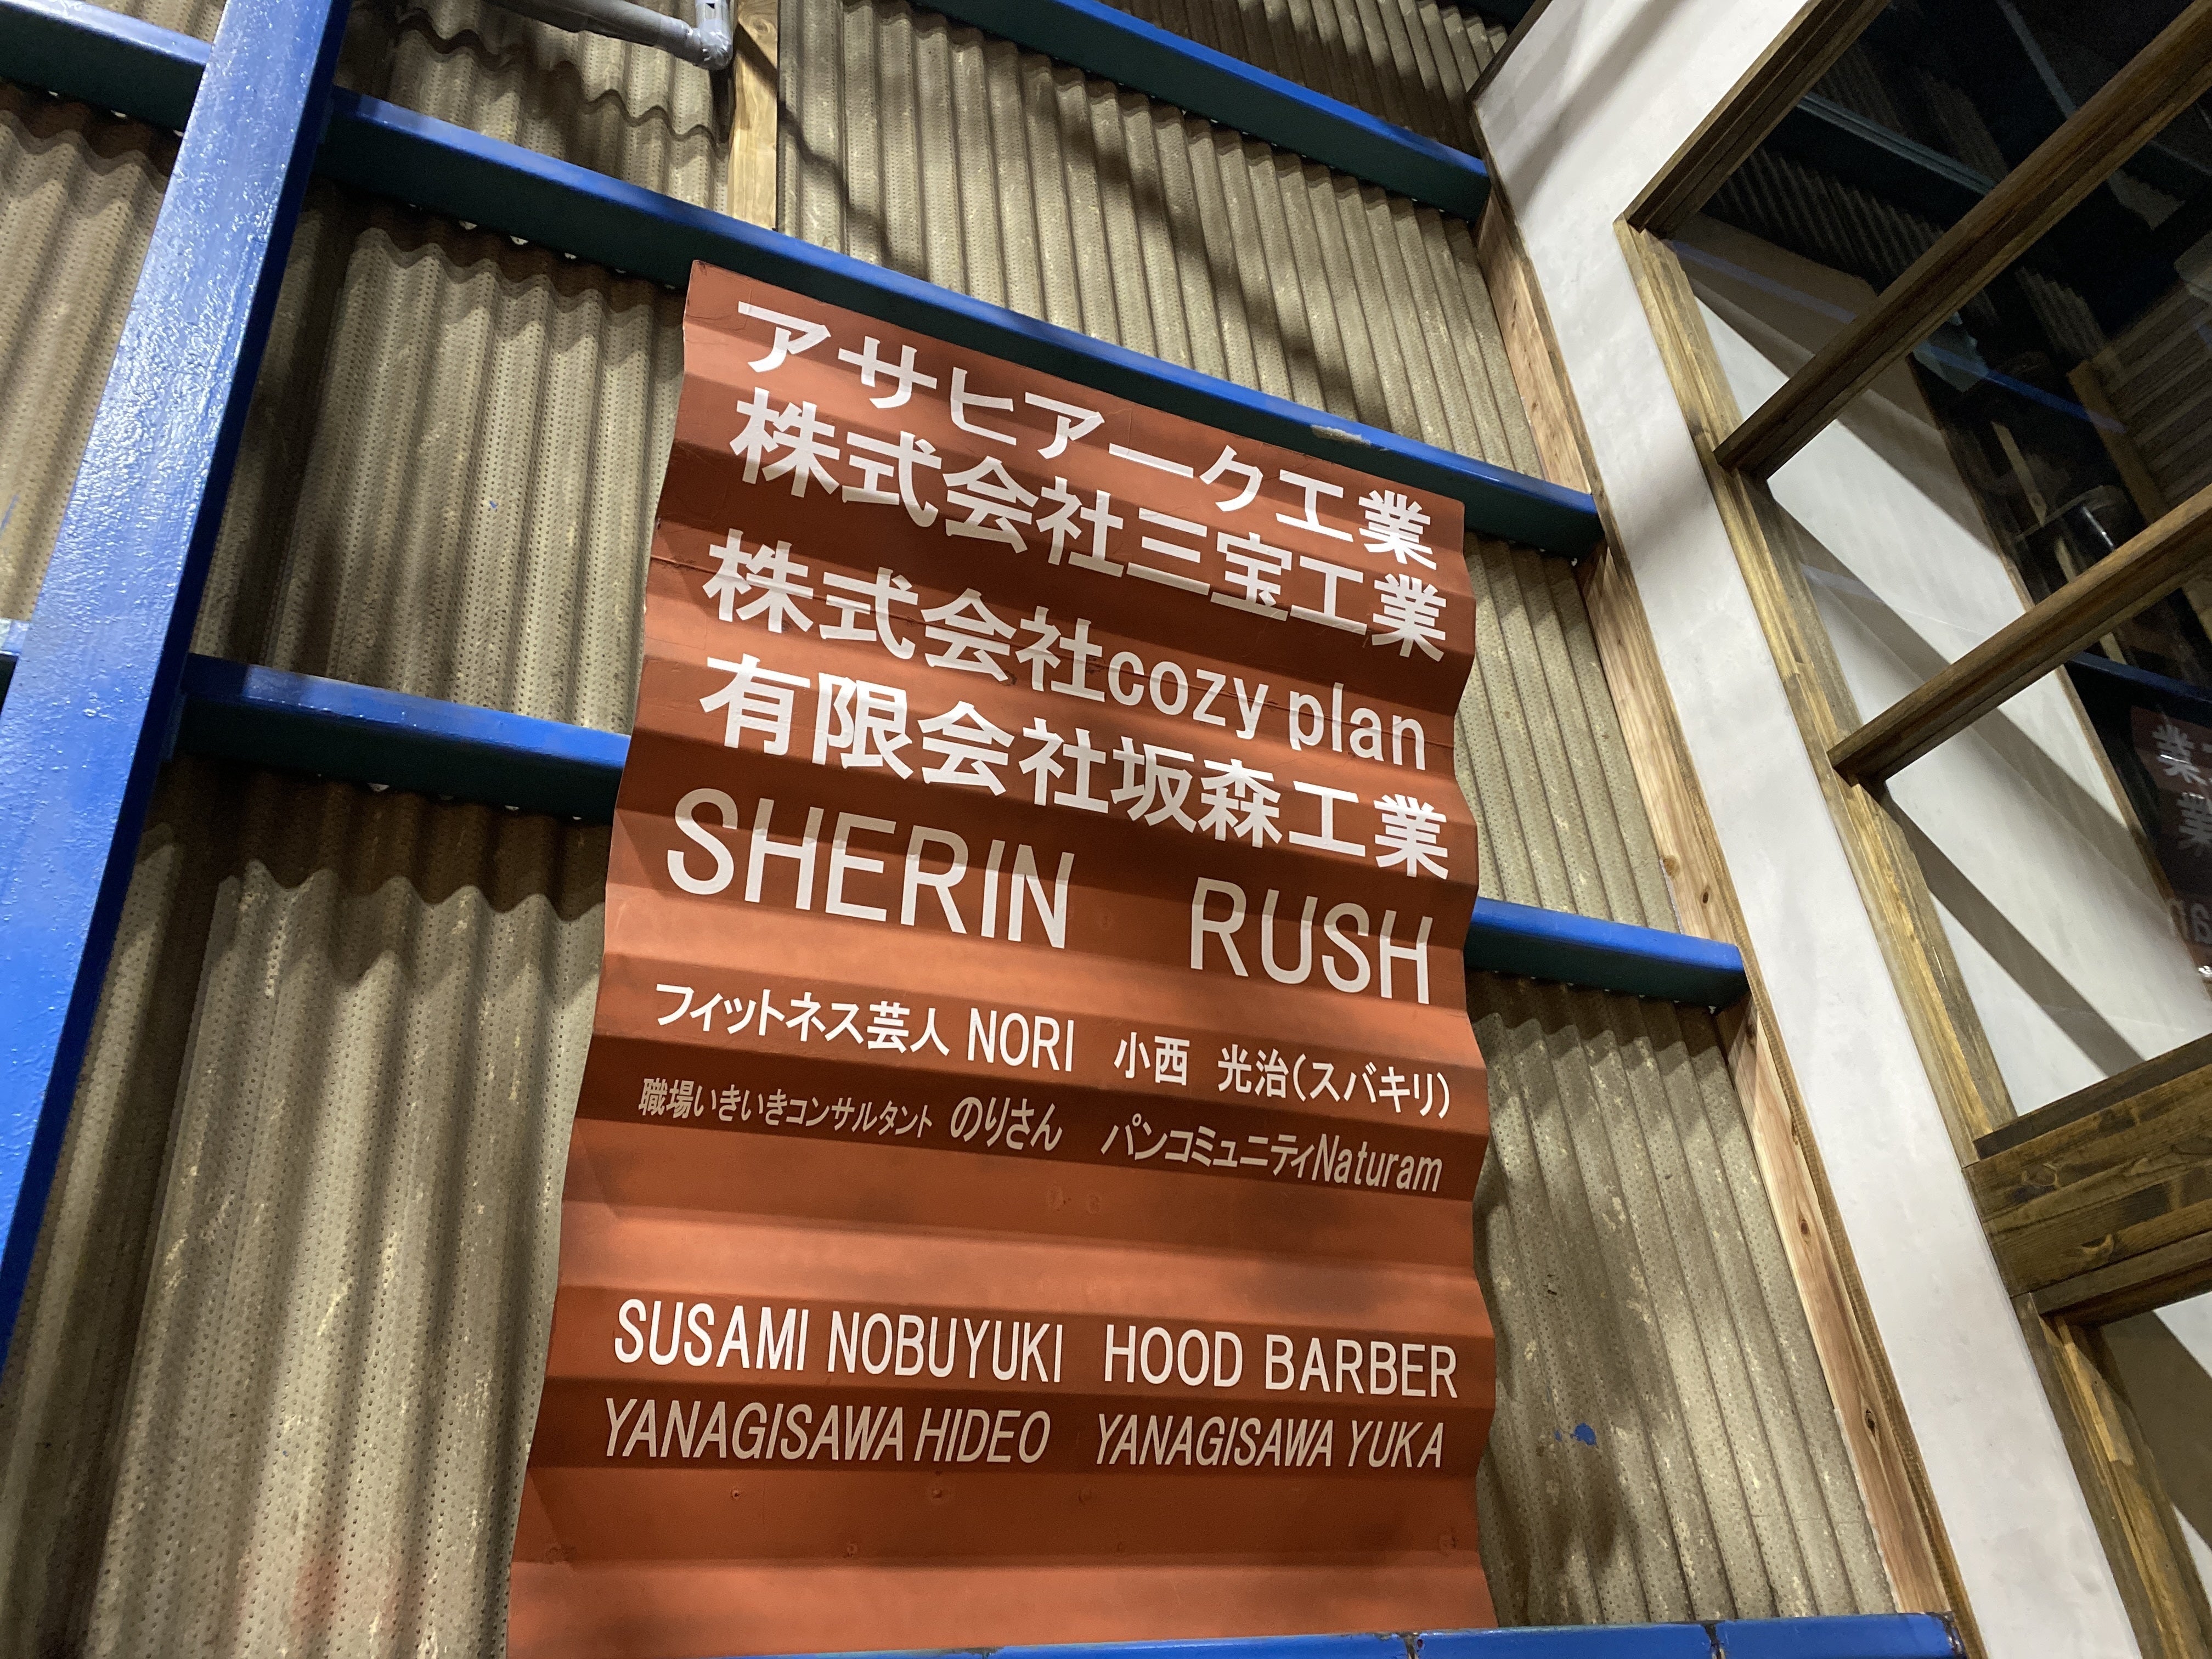 アサヒアーク工業
株式会社三宝工業
株式会社cozy plan
有限会社坂森工業
SHERIN RUSH
フィットネス芸人 NORI 小西 光治(スバキリ)
職場いきいきコンサルタント のりさん パンコミュニティNaturam
SUSAMI NOBUYUKI HOOD BARBER
YANAGISAWA HIDEO YANAGISAWA YUKA
業
業